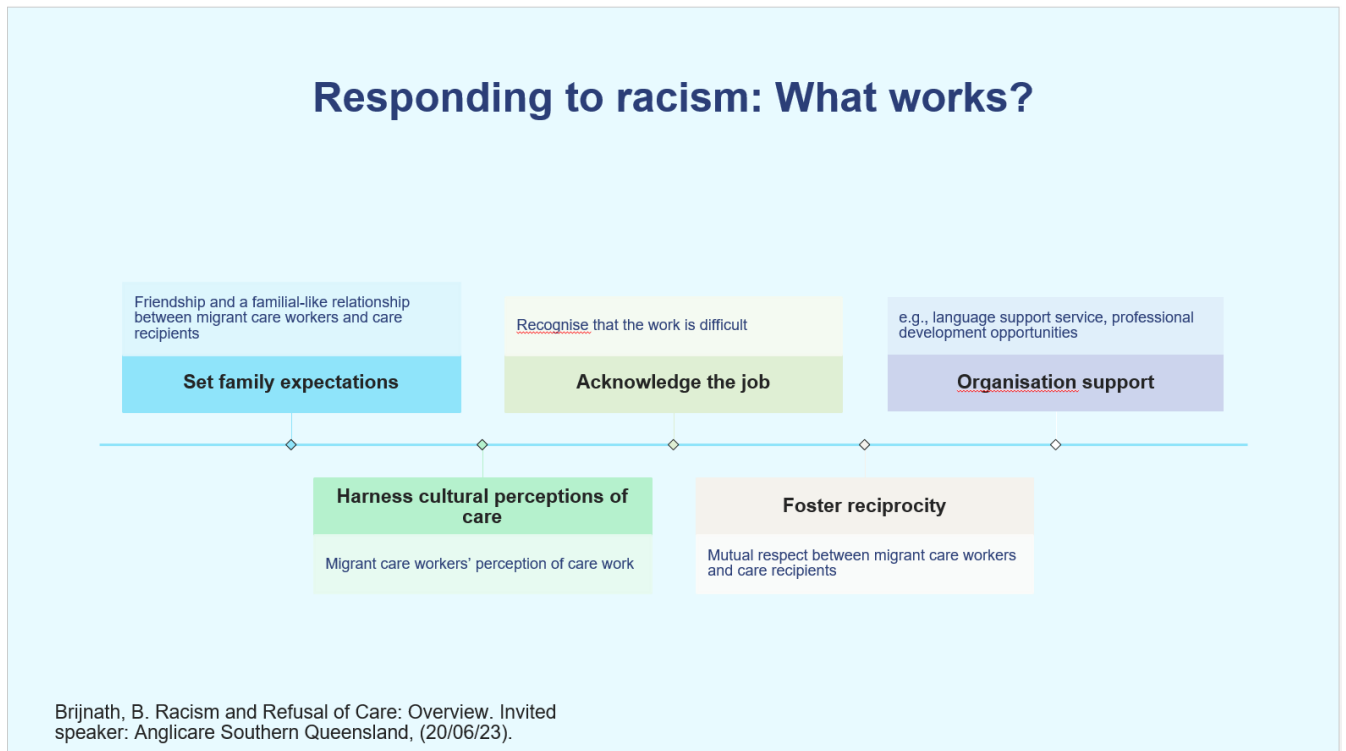 Responding to racism: What works?
Friendship and a familial-like relationship
between migrant care workers and care
recipients
Set family expectations
Harness cultural perceptions of
care
Migrant care workers’ perception of care work
Recognise that the work is difficult
Acknowledge the job
Foster reciprocity
Mutual respect between migrant care workers
and care recipients
e.g., language support service, professional
development opportunities
Organisation support
Brijnath, B. Racism and Refusal of Care: Overview. Invited
speaker: Anglicare Southern Queensland, (20/06/23).